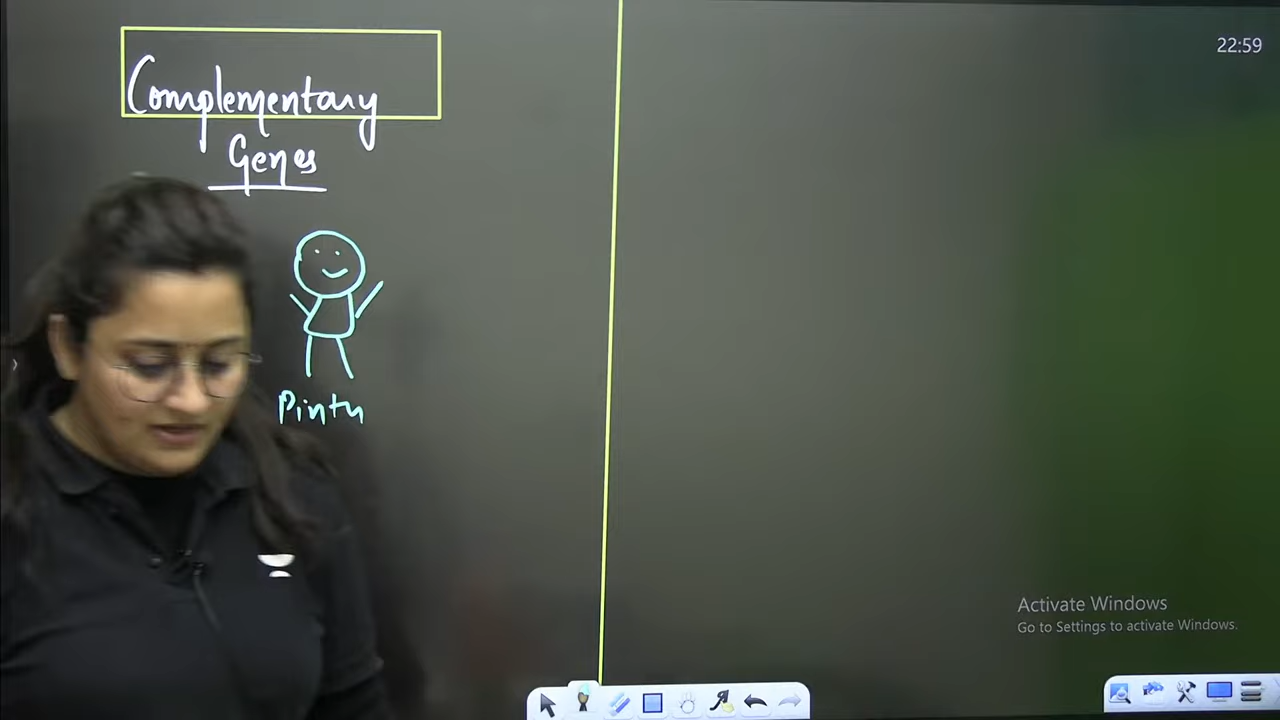 Complementary
Genes
Pintu
22:59
Activate Windows
Go to Settings to activate Windows.